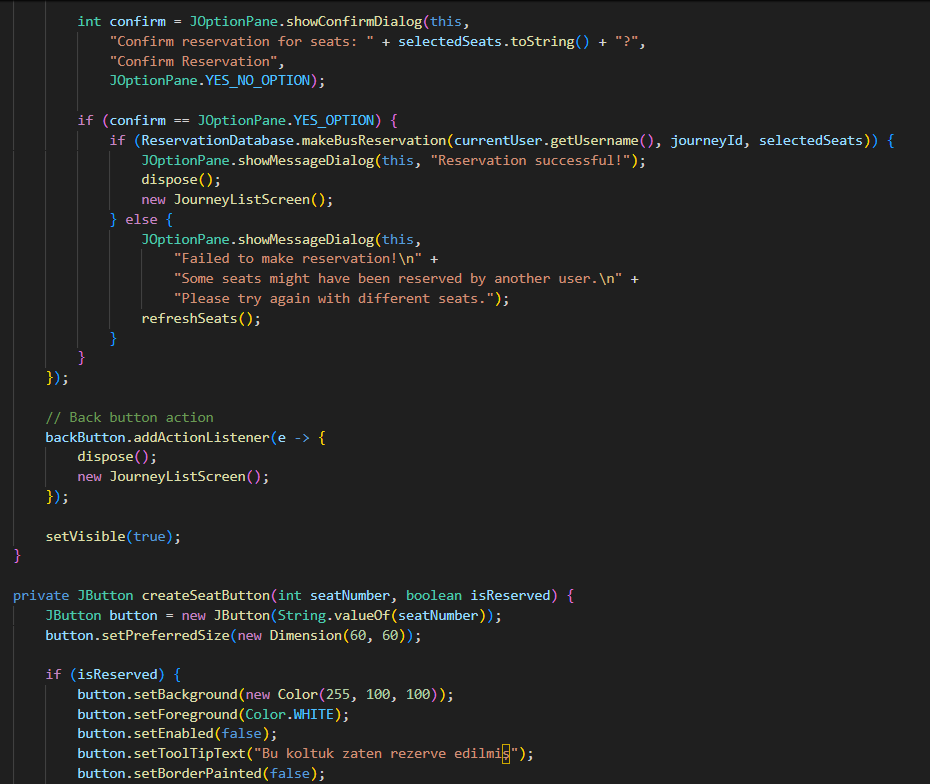 int confirm = JOptionPane.showConfirmDialog(this,
"Confirm reservation for seats: " + selectedSeats.toString() + "?",
"Confirm Reservation",
JOptionPane.YES_NO_OPTION);
if (confirm == JOptionPane.YES_OPTION) {
if (ReservationDatabase.makeBusReservation(currentUser.getUsername(), journeyId, selectedSeats)) {
JOptionPane.showMessageDialog(this, "Reservation successful!");
dispose();
new JourneyListScreen();
} else {
JOptionPane.showMessageDialog(this,
"Failed to make reservation!\n" +
"Some seats might have been reserved by another user.\n" +
"Please try again with different seats.");
refreshSeats();
}
}
});
// Back button action
backButton.addActionListener(e -> {
dispose();
new JourneyListScreen();
});
setVisible(true);
}
private JButton createSeatButton(int seatNumber, boolean isReserved) {
JButton button = new JButton(String.valueOf(seatNumber));
button.setPreferredSize(new Dimension(60, 60));
if (isReserved) {
button.setBackground(new Color(255, 100, 100));
button.setForeground(Color.WHITE);
button.setEnabled(false);
button.setToolTipText("Bu koltuk zaten rezerve edilmiş");
button.setBorderPainted(false);